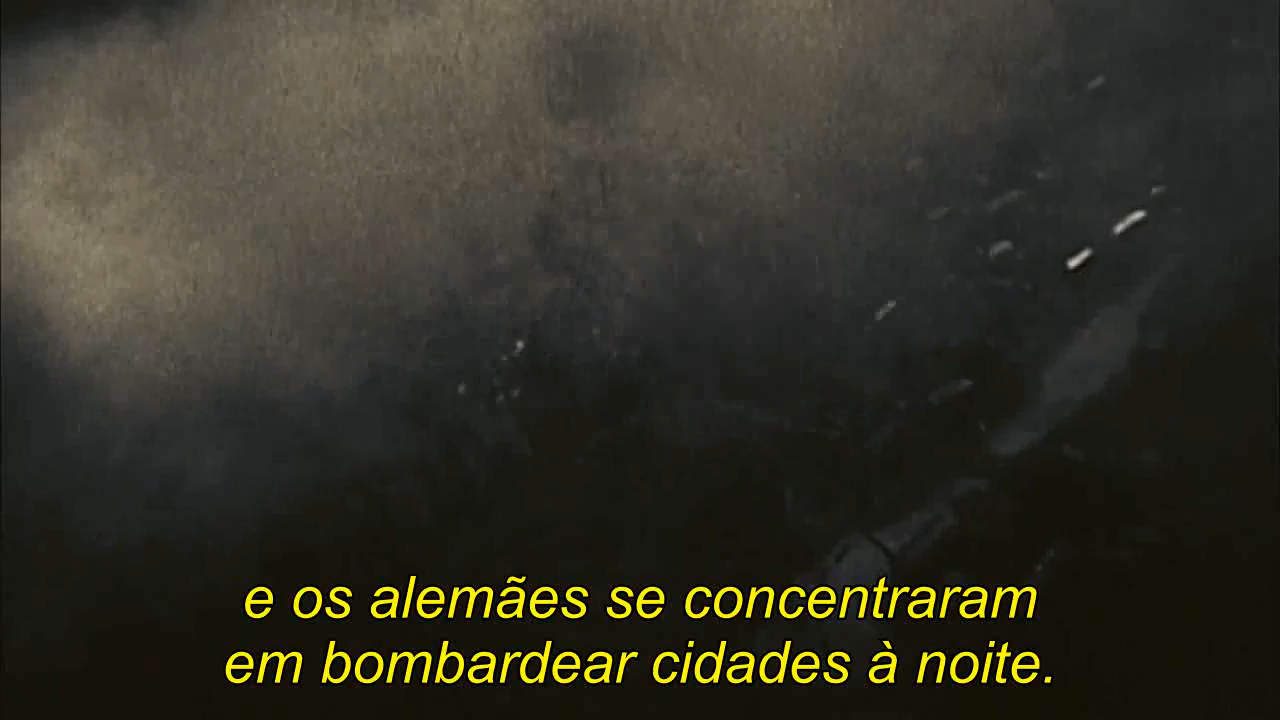 e os alemães se concentraram
em bombardear cidades à noite.